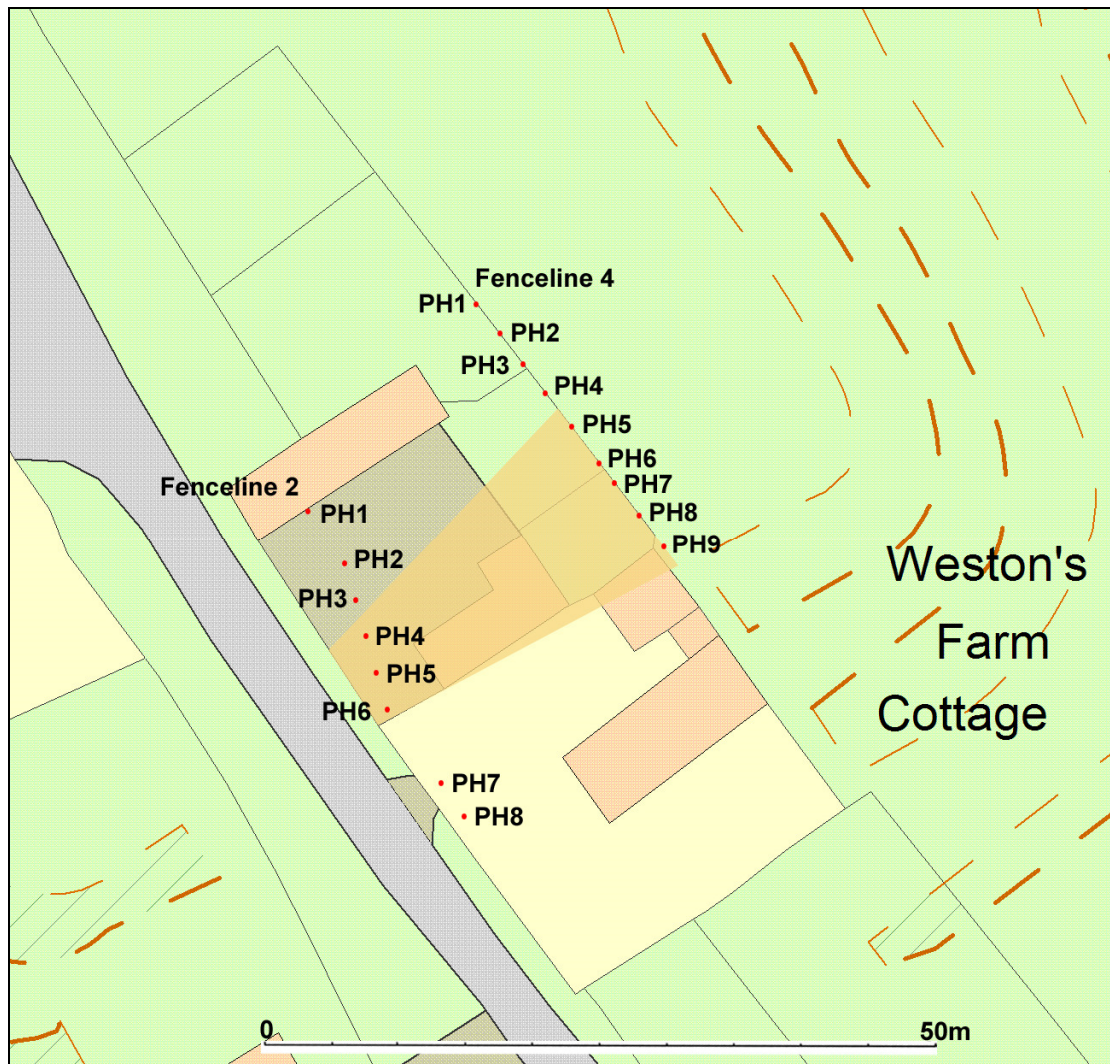 Fenceline 4
PH1
PH2
PH3
PH4
PH5
PH6
PH7
PH8
PH9
Fenceline 2
PH1
PH2
PH3
PH4
PH5
PH6
PH7
PH8
Weston's
Farm
Cottage
0
50m